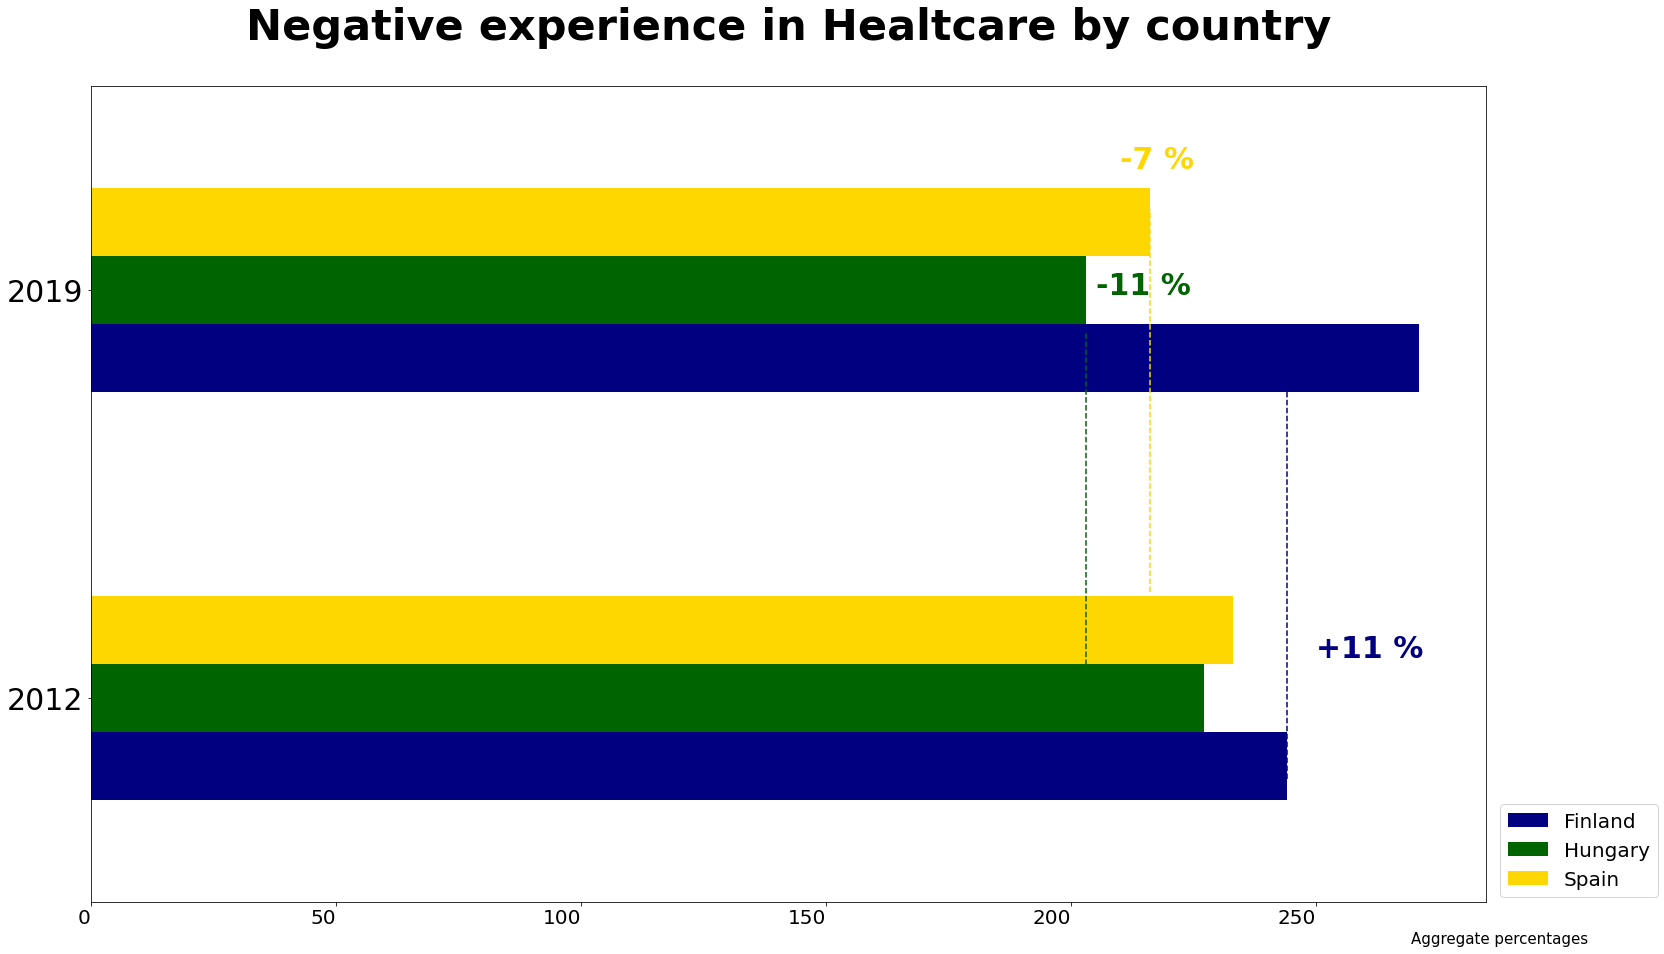 Negative experience in Healtcare by country
-7 %
2019
-11 %
+11 %
2012
Finland
Hungary
Spain
0 50 100 150 200 250
Aggregate percentages